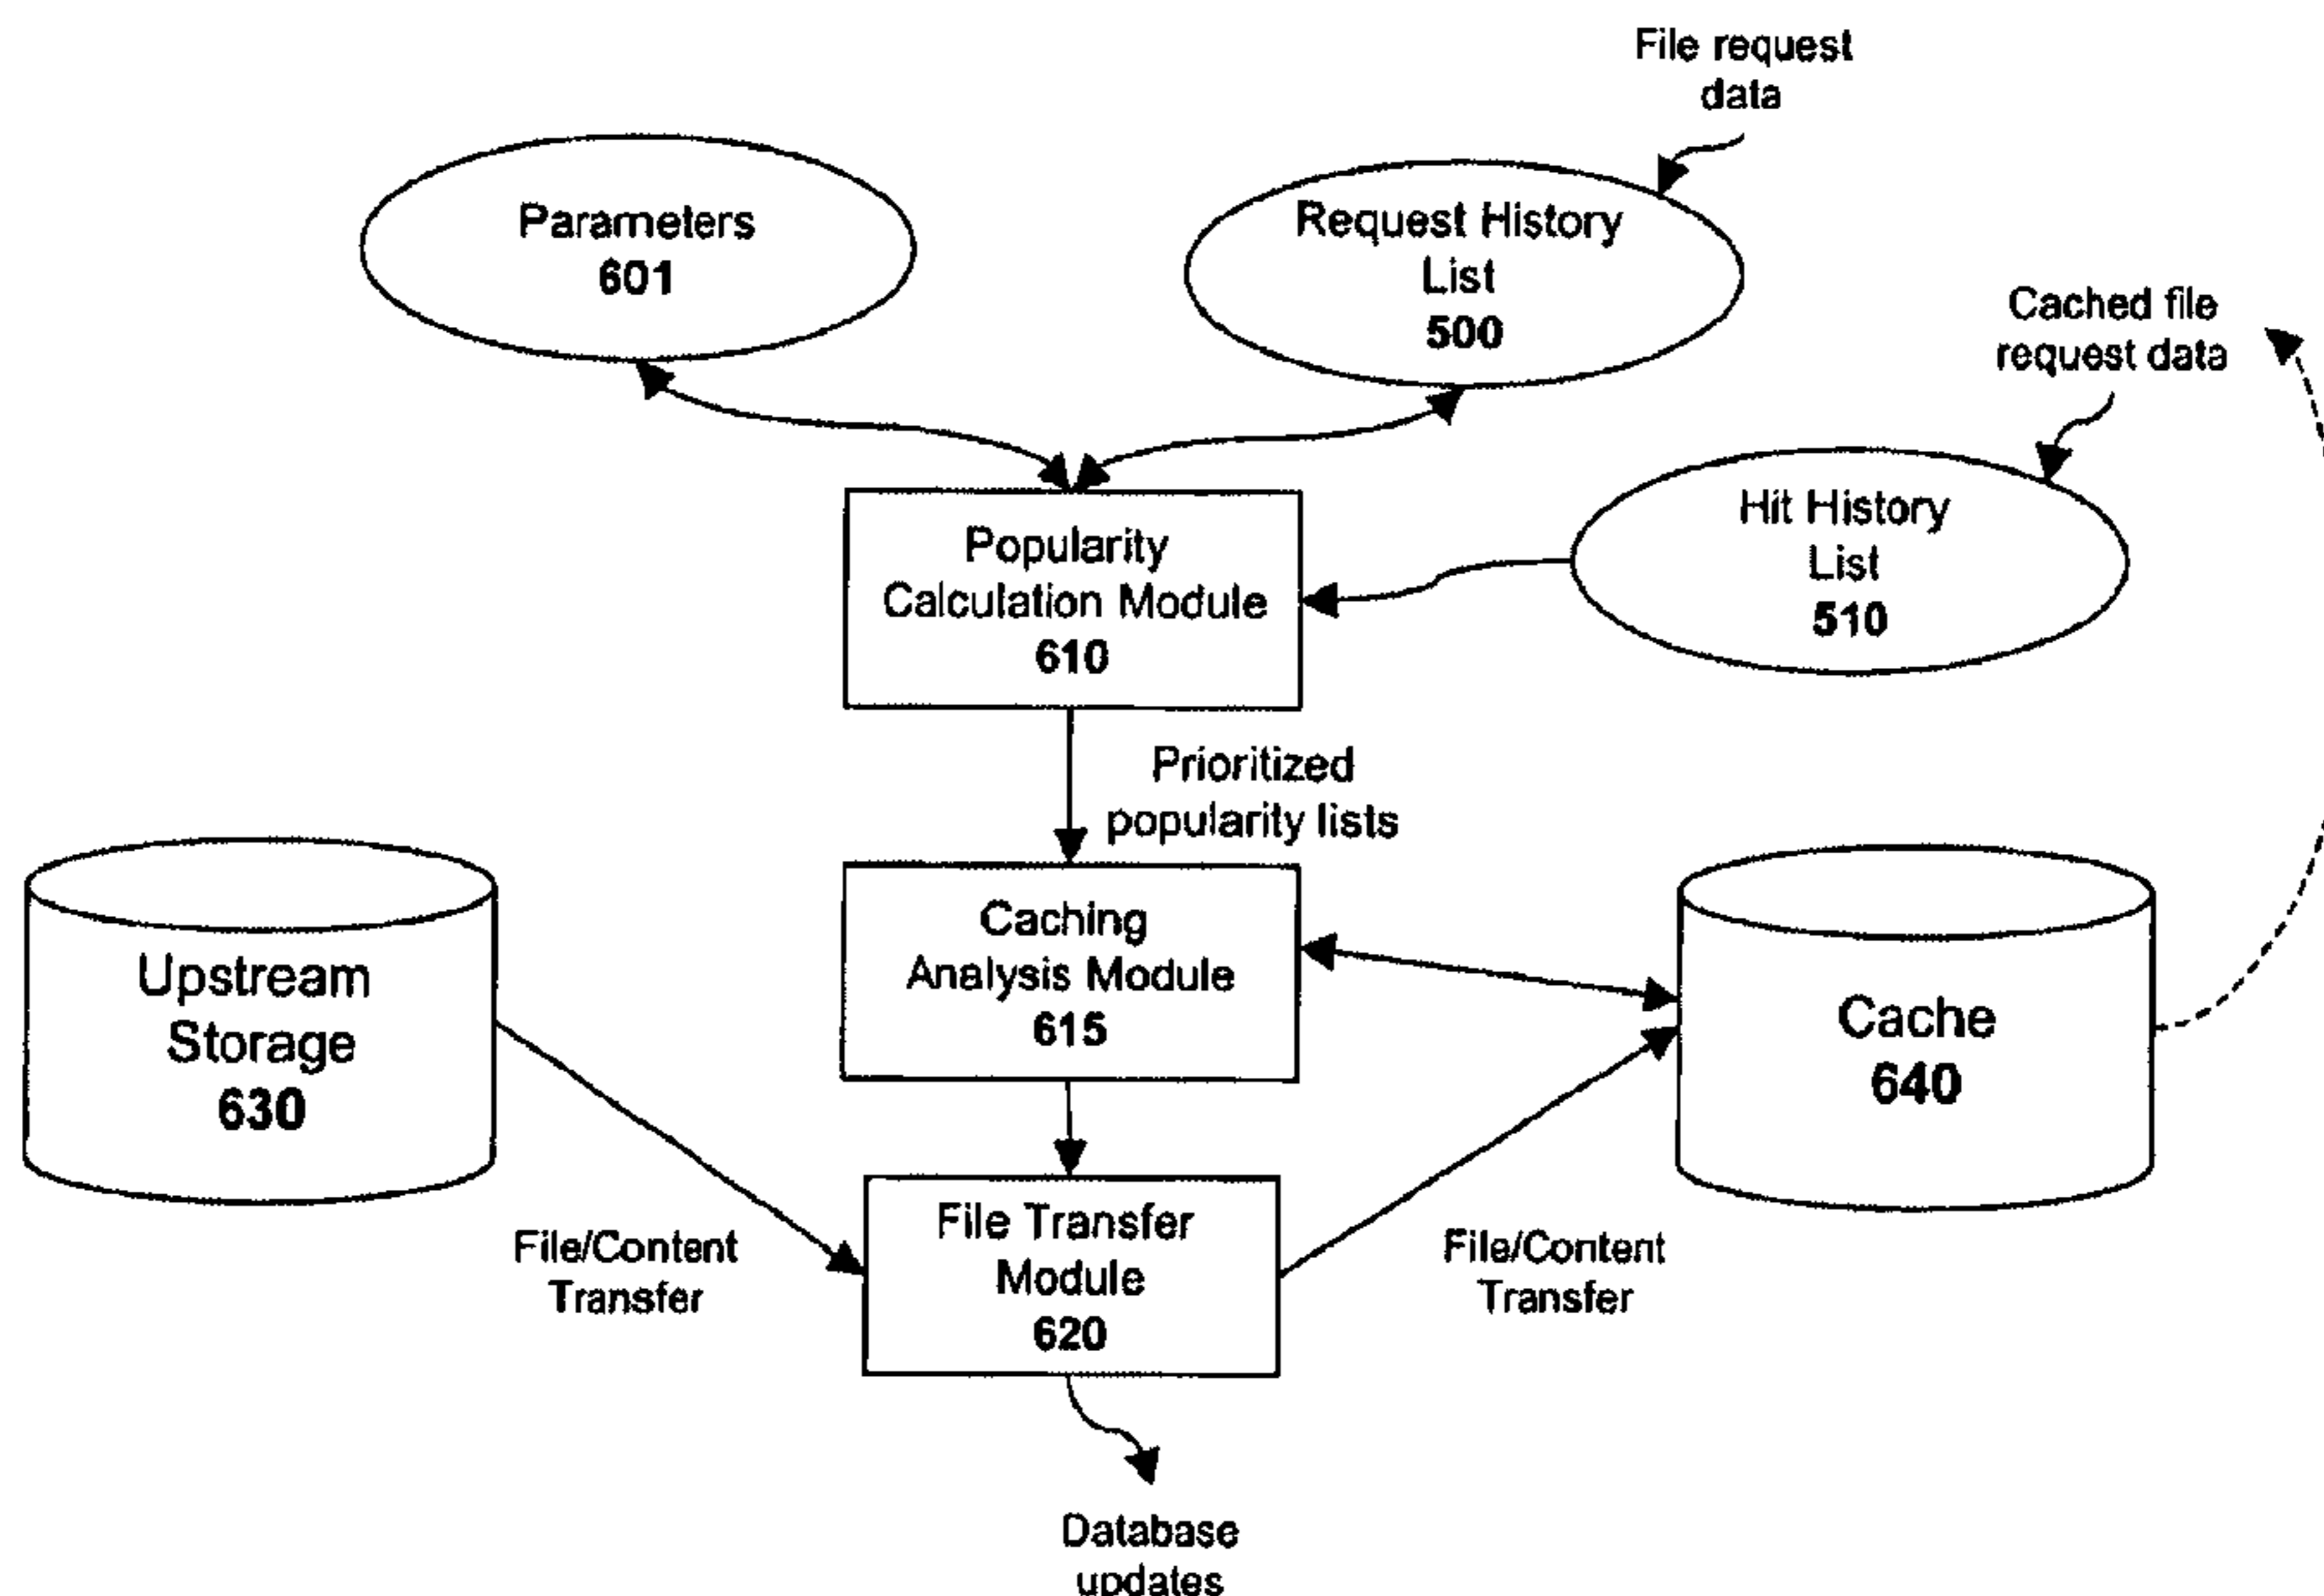 File request
data
Parameters
601
Request History
List
500
Cached file
request data
Hit History
List
510
Popularity
Calculation Module
610
Prioritized
popularity lists
Upstream
Storage
630
Caching
Analysis Module
615
Cache
640
File/Content
Transfer
File Transfer
Module
620
File/Content
Transfer
Database
updates